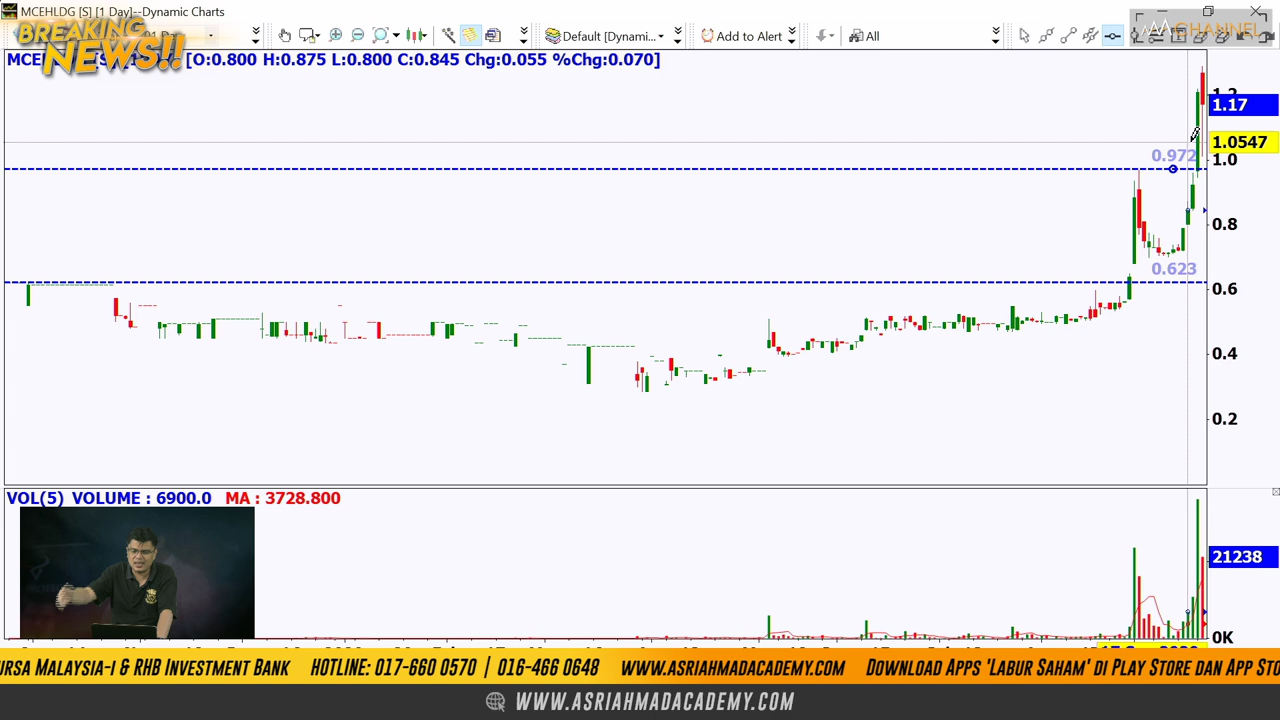 MCEHLDG [S] [1 Day]--Dynamic Charts
BREAKING
NEWS!!
CHANNEL
Default [Dynami...
Add to Alert
All
[O:0.800 H:0.875 L:0.800 C:0.845 Chg:0.055 %Chg:0.070]
1.2
1.17
1.0547
0.972
1.0
0.8
0.623
0.6
0.4
0.2
VOL(5) VOLUME : 6900.0 MA : 3728.800
21238
0K
URSA MALAYSIA-I & RHB INVESTMENT BANK HOTLINE: 017-660 0570 | 016-466 0648 WWW.ASRIAHMADACADEMY.COM DOWNLOAD APPS 'LABUR SAHAM' DI PLAY STORE DAN APP STO
WWW.ASRIAHMADACADEMY.COM